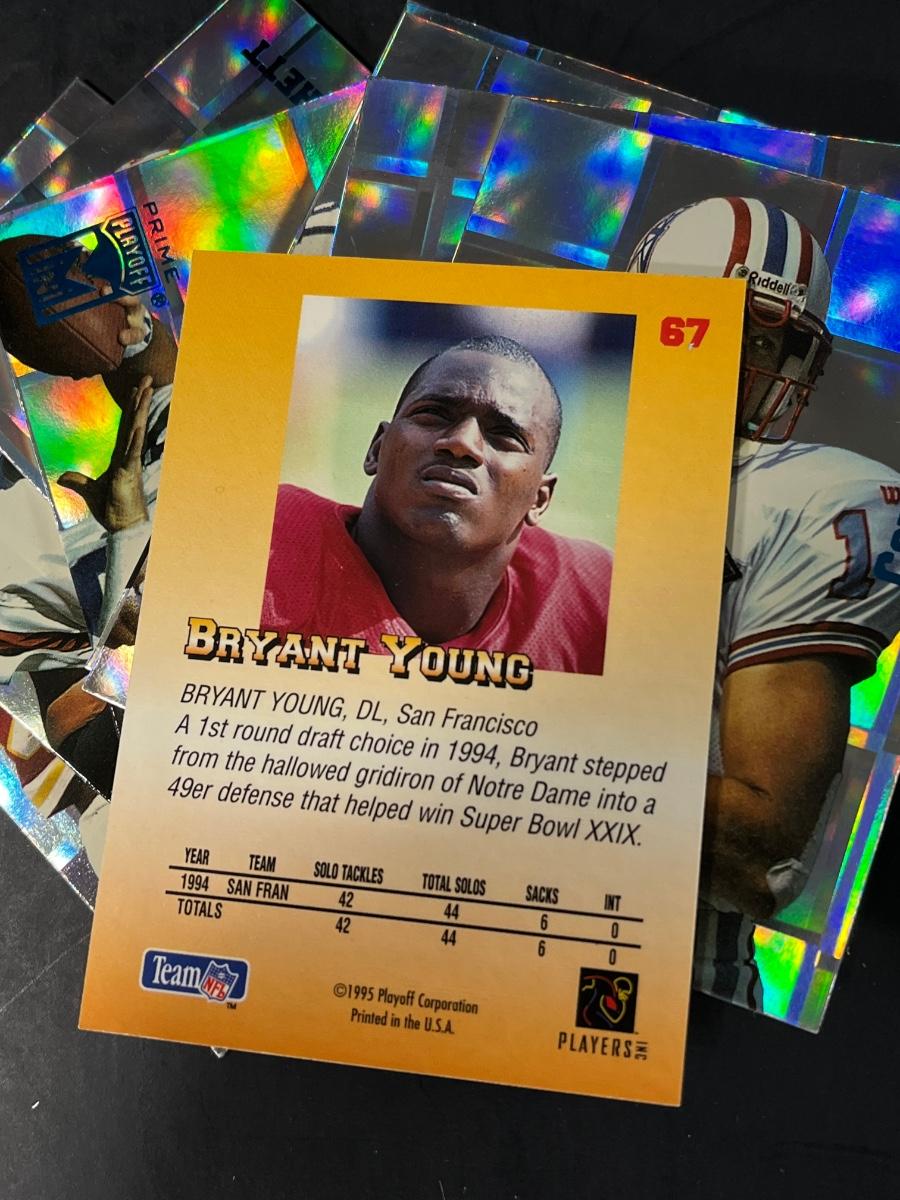 PRIME
PLAYOFF
®
Riddell
1
67
BRYANT YOUNG
BRYANT YOUNG, DL, San Francisco
A 1st round draft choice in 1994, Bryant stepped
from the hallowed gridiron of Notre Dame into a
49er defense that helped win Super Bowl XXIX.
YEAR TEAM SOLO TACKLES TOTAL SOLOS SACKS INT
1994 SAN FRAN 42 44 6 0
TOTALS 42 44 6 0
Team NFL ™
©1995 Playoff Corporation
Printed in the U.S.A.
PLAYERS INC